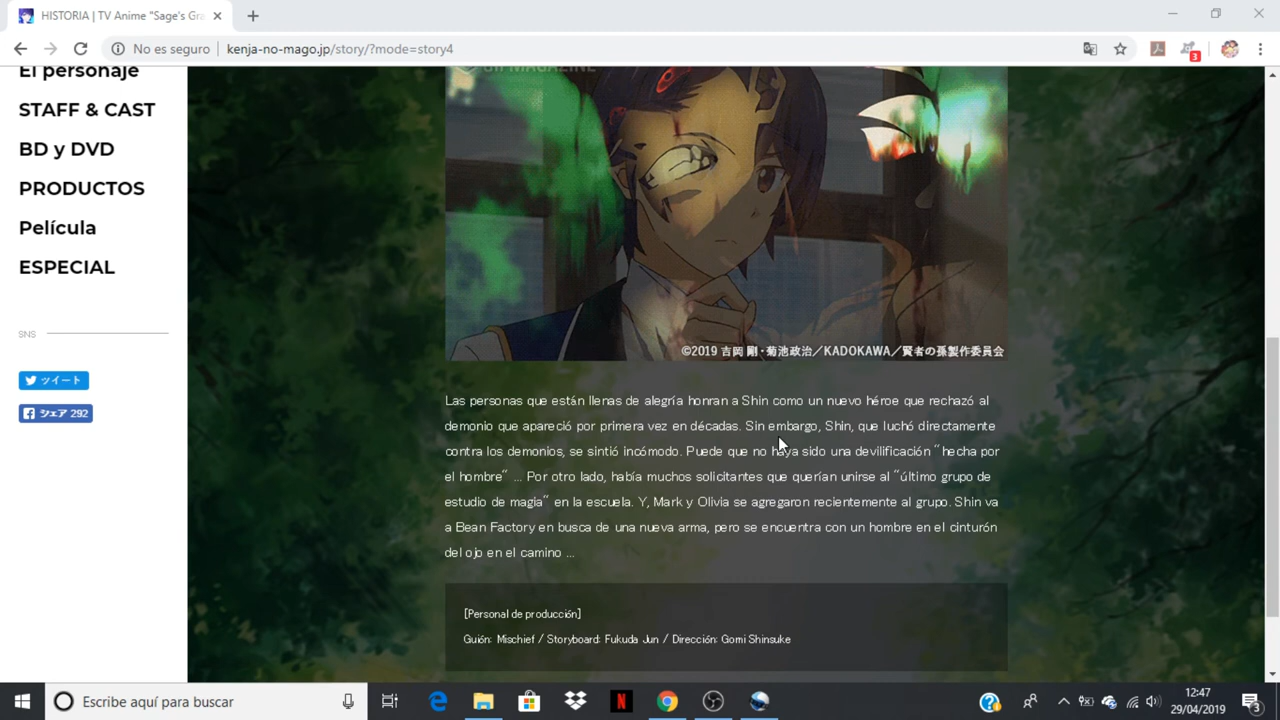 HISTORIA | TV Anime "Sage's Gra
No es seguro
kenja-no-mago.jp/story/?mode=story4
3
El personaje
STAFF & CAST
BD y DVD
PRODUCTOS
Película
ESPECIAL
SNS
ツイート
シェア 292
MAGAZINE
©2019 吉岡 剛・菊池政治／KADOKAWA／賢者の孫製作委員会
Las personas que están llenas de alegría honran a Shin como un nuevo héroe que rechazó al
demonio que apareció por primera vez en décadas. Sin embargo, Shin, que luchó directamente
contra los demonios, se sintió incómodo. Puede que no haya sido una devilificación "hecha por
el hombre" ... Por otro lado, había muchos solicitantes que querían unirse al "último grupo de
estudio de magia" en la escuela. Y, Mark y Olivia se agregaron recientemente al grupo. Shin va
a Bean Factory en busca de una nueva arma, pero se encuentra con un hombre en el cinturón
del ojo en el camino ...
[Personal de producción]
Guión: Mischief / Storyboard: Fukuda Jun / Dirección: Gomi Shinsuke
Escribe aquí para buscar
N
12:47
29/04/2019
3